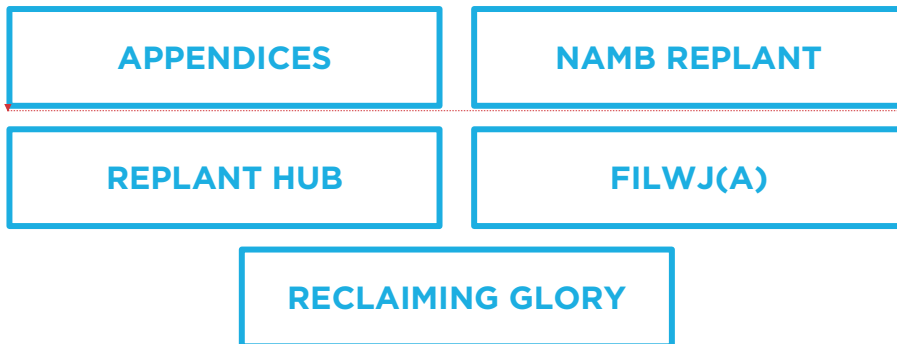 APPENDICES
NAMB REPLANT
REPLANT HUB
FILWJ(A)
RECLAIMING GLORY